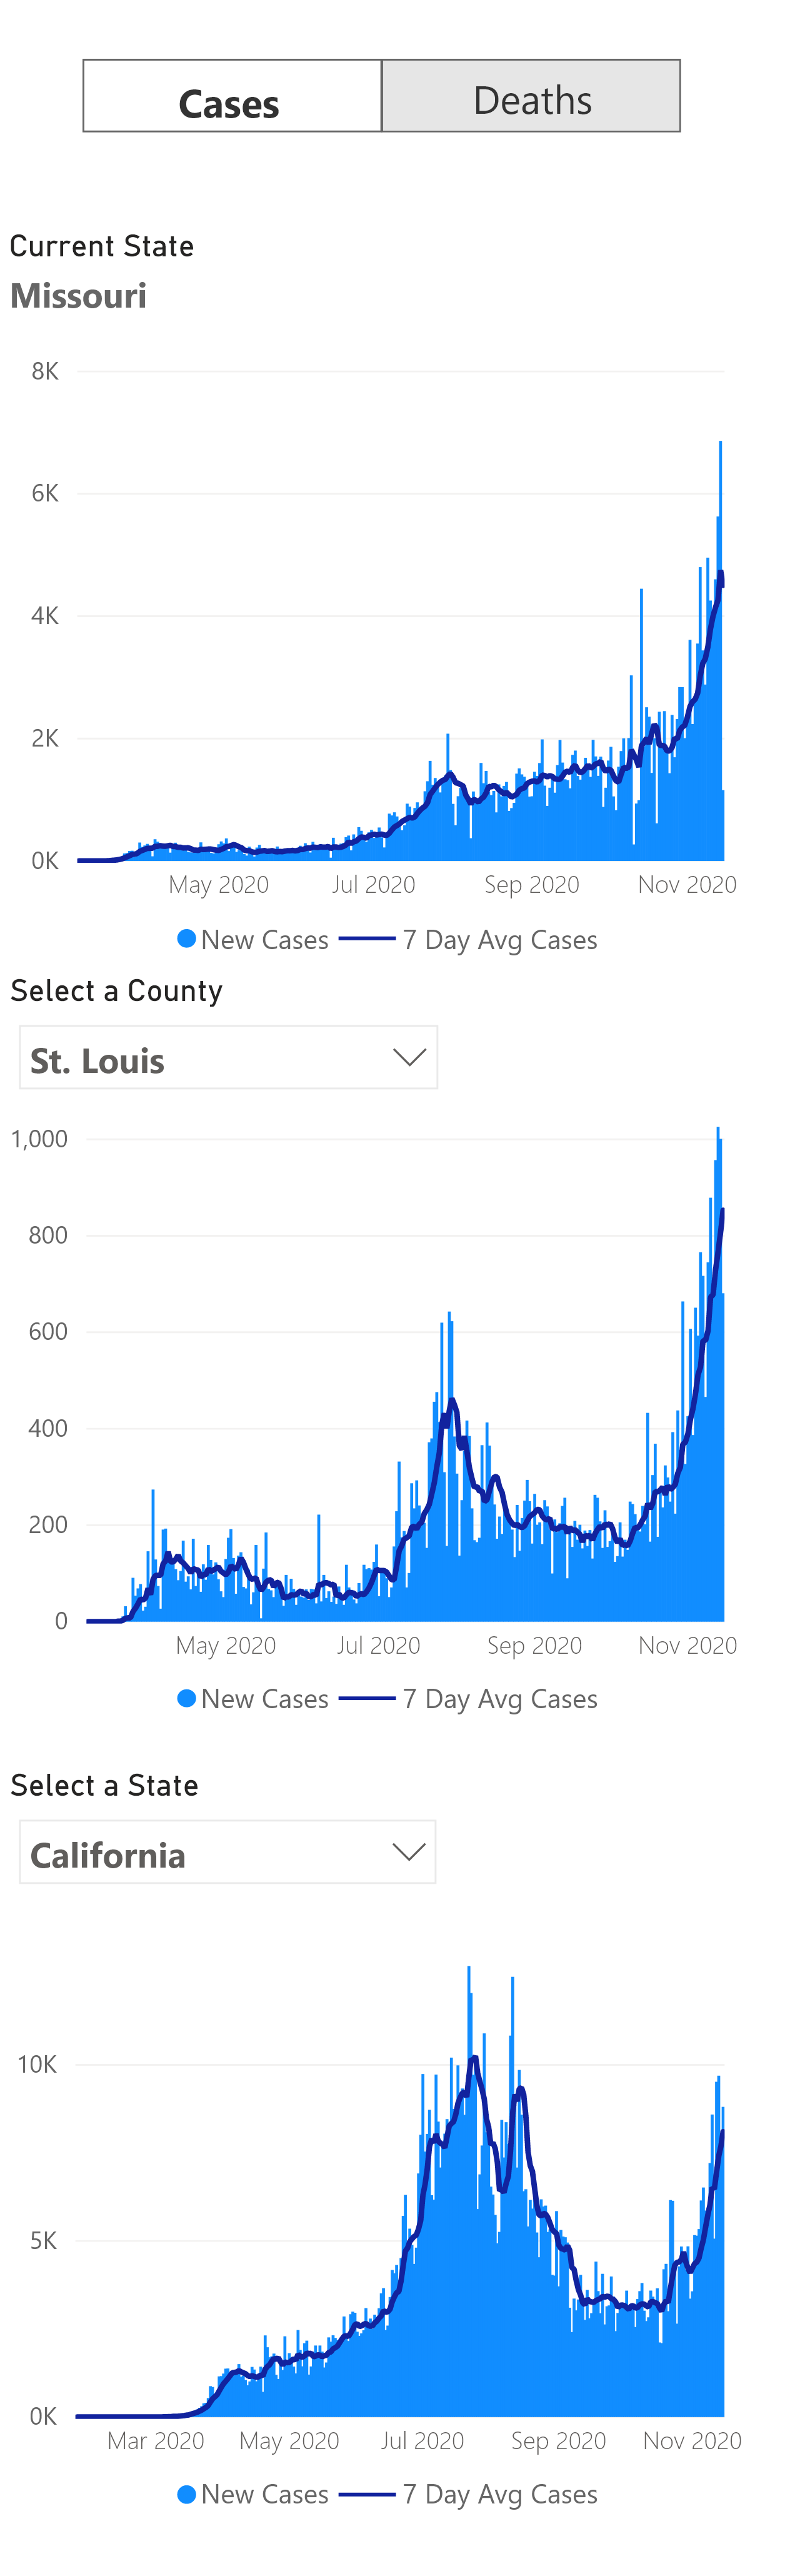 Cases Deaths
Current State
Missouri
8K
6K
4K
2K
0K
May 2020 Jul 2020 Sep 2020 Nov 2020
New Cases 7 Day Avg Cases
Select a County
St. Louis
1,000
800
600
400
200
0
May 2020 Jul 2020 Sep 2020 Nov 2020
New Cases 7 Day Avg Cases
Select a State
California
10K
5K
0K
Mar 2020 May 2020 Jul 2020 Sep 2020 Nov 2020
New Cases 7 Day Avg Cases